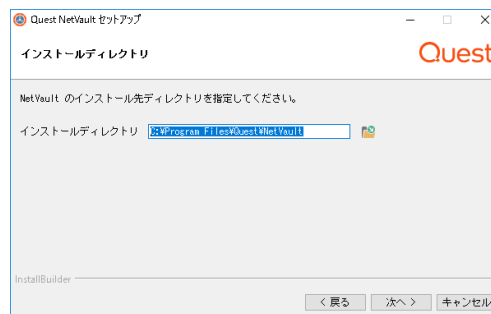 Quest NetVault セットアップ
インストールディレクトリ
Quest
NetVault のインストール先ディレクトリを指定してください。
インストールディレクトリ C:¥Program Files¥Quest¥NetVault
InstallBuilder
< 戻る 次へ > キャンセル